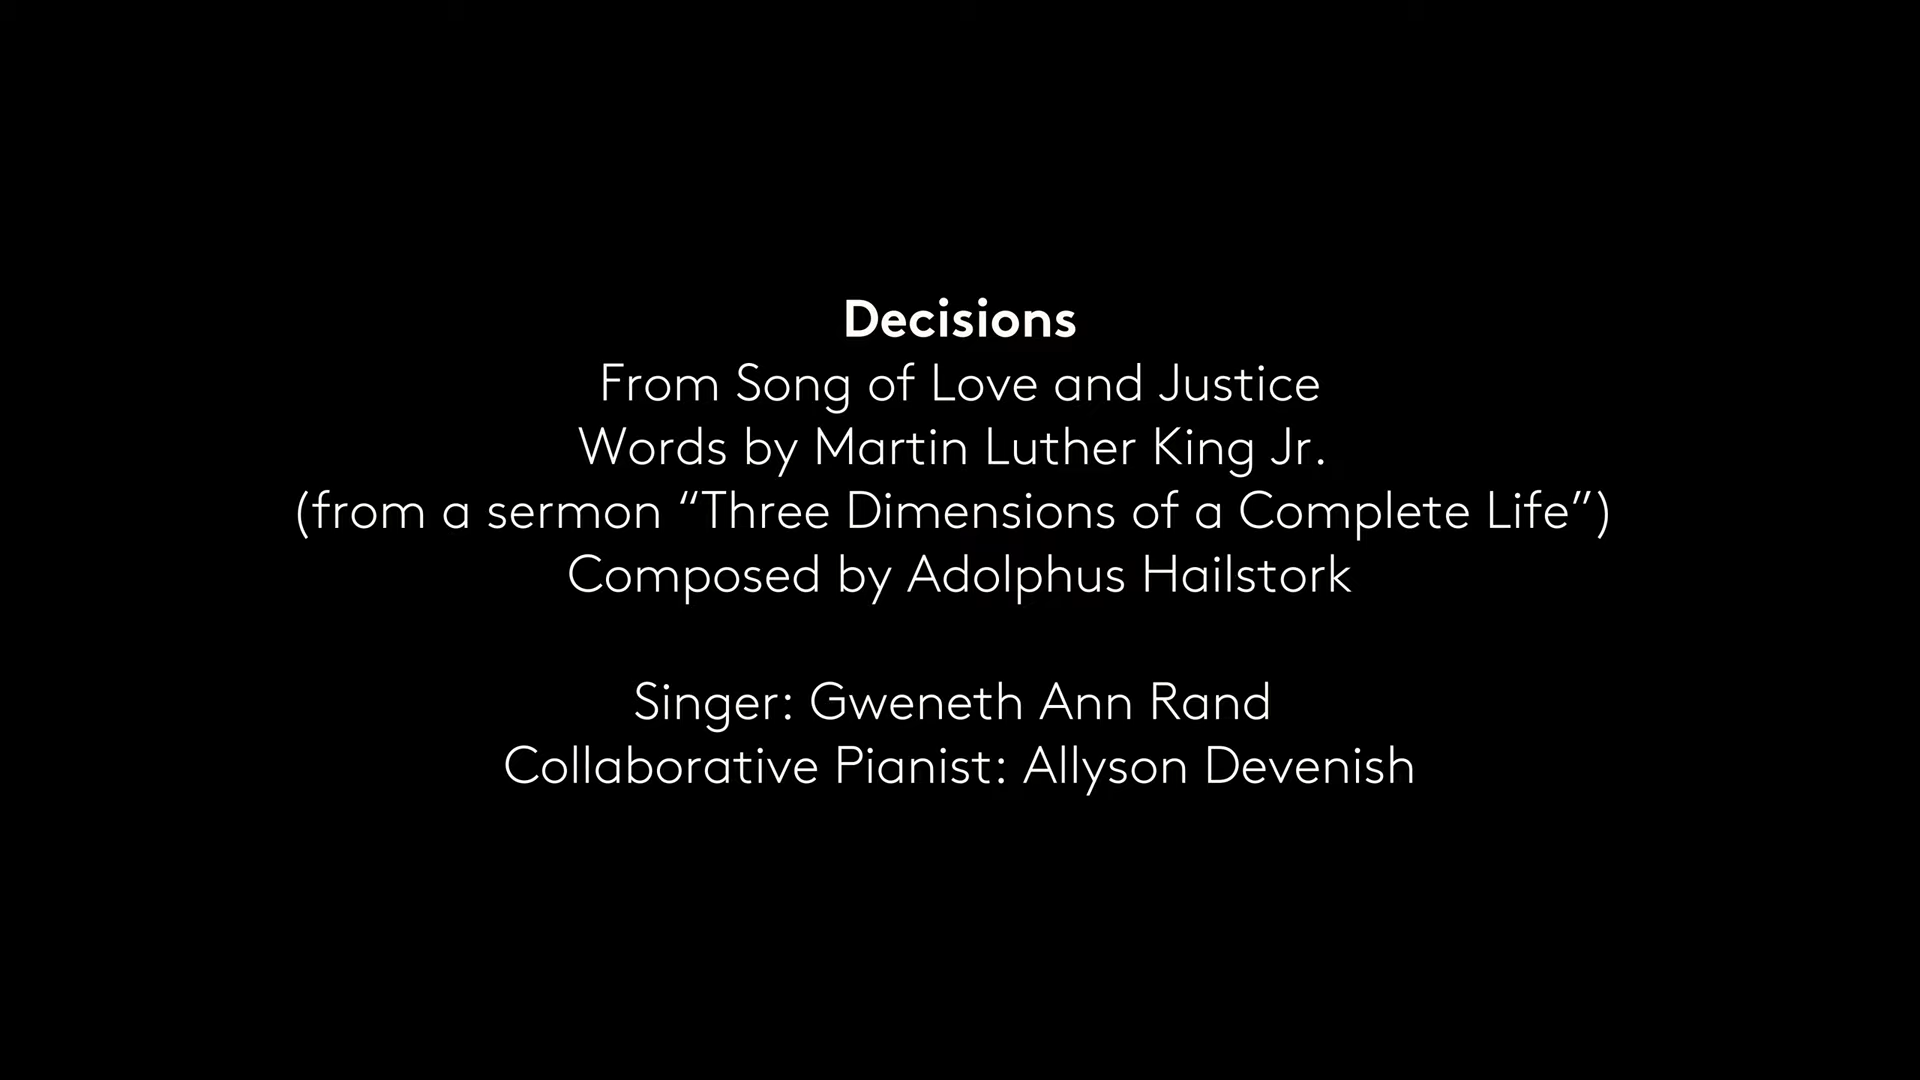 Decisions
From Song of Love and Justice
Words by Martin Luther King Jr.
(from a sermon “Three Dimensions of a Complete Life”)
Composed by Adolphus Hailstork
Singer: Gweneth Ann Rand
Collaborative Pianist: Allyson Devenish